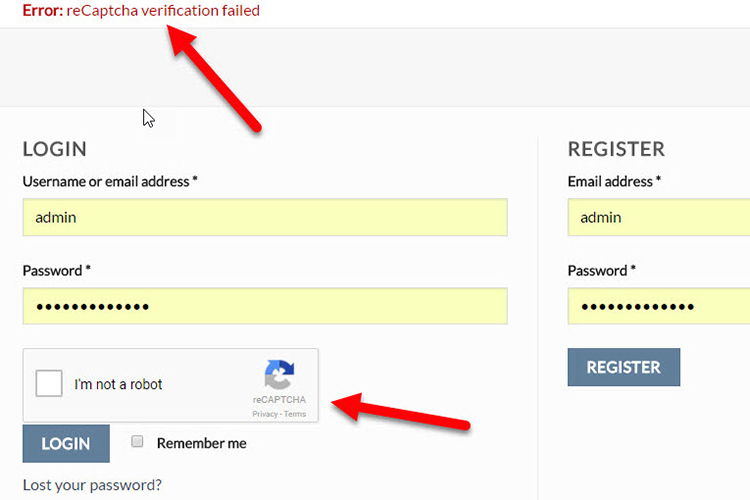 Error: reCaptcha verification failed
LOGIN
Username or email address *
admin
Password *
•••••••••••••
I'm not a robot
reCAPTCHA
Privacy - Terms
LOGIN
Remember me
Lost your password?
REGISTER
Email address *
admin
Password *
•••••••••••••
REGISTER